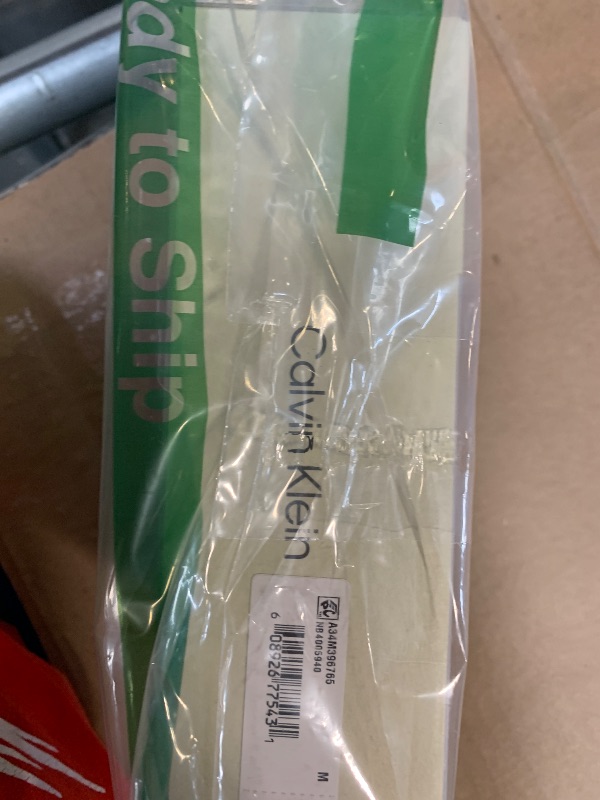 dy to Ship
Calvin Klein
A34M396765
NB4005940
M
6 08926 77543 1